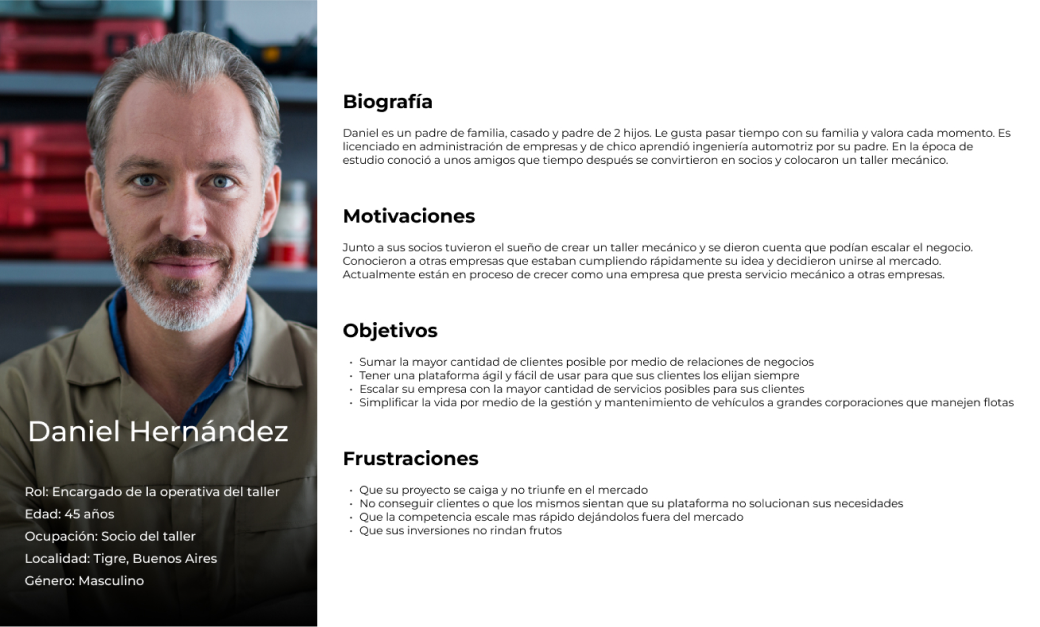 Daniel Hernández
Rol: Encargado de la operativa del taller
Edad: 45 años
Ocupación: Socio del taller
Localidad: Tigre, Buenos Aires
Género: Masculino
Biografía
Daniel es un padre de familia, casado y padre de 2 hijos. Le gusta pasar tiempo con su familia y valora cada momento. Es
licenciado en administración de empresas y de chico aprendió ingeniería automotriz por su padre. En la época de
estudio conoció a unos amigos que tiempo después se convirtieron en socios y colocaron un taller mecánico.
Motivaciones
Junto a sus socios tuvieron el sueño de crear un taller mecánico y se dieron cuenta que podían escalar el negocio.
Conocieron a otras empresas que estaban cumpliendo rápidamente su idea y decidieron unirse al mercado.
Actualmente están en proceso de crecer como una empresa que presta servicio mecánico a otras empresas.
Objetivos
• Sumar la mayor cantidad de clientes posible por medio de relaciones de negocios
• Tener una plataforma ágil y fácil de usar para que sus clientes los elijan siempre
• Escalar su empresa con la mayor cantidad de servicios posibles para sus clientes
• Simplificar la vida por medio de la gestión y mantenimiento de vehículos a grandes corporaciones que manejen flotas
Frustraciones
• Que su proyecto se caiga y no triunfe en el mercado
• No conseguir clientes o que los mismos sientan que su plataforma no solucionan sus necesidades
• Que la competencia escale mas rápido dejándolos fuera del mercado
• Que sus inversiones no rindan frutos